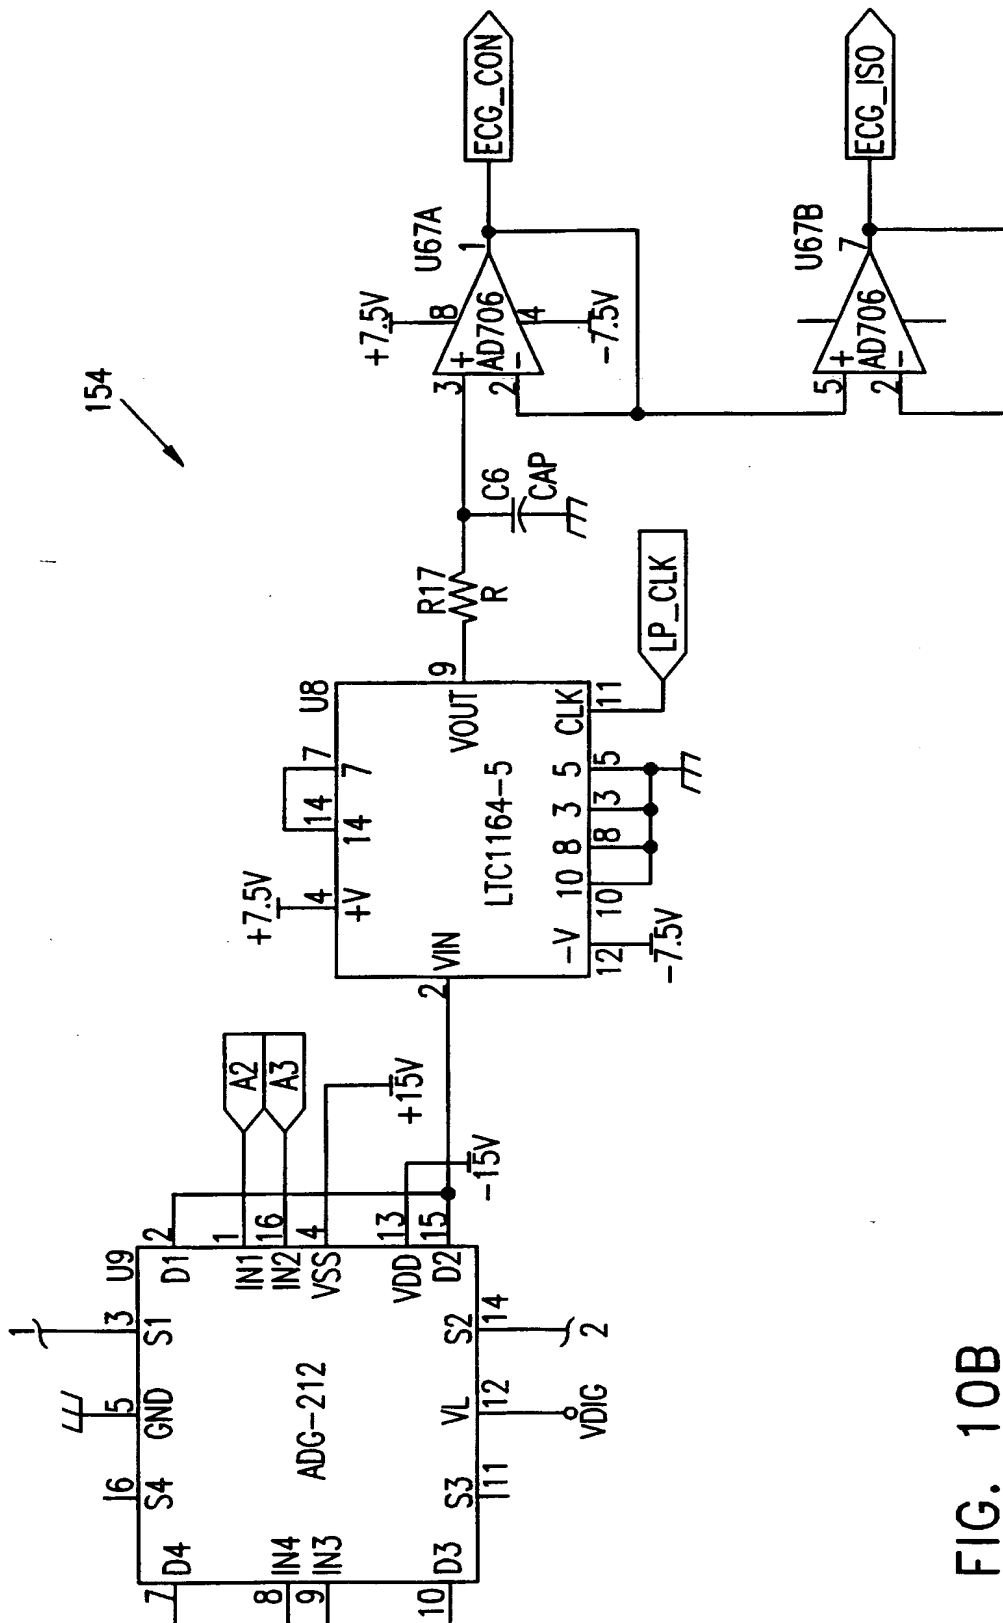 154
U9
ADG-212
1
3
S1
5
GND
6
S4
7
D4
8
IN4
9
IN3
10
D3
11
S3
12
VL
VDIG
14
S2
2
2
D1
1
IN1
A2
16
IN2
A3
4
VSS
+15V
13
VDD
-15V
15
D2
U8
LTC1164-5
2
VIN
+7.5V
4
+V
14
14
7
7
9
VOUT
-V
12
-7.5V
10
10
8
8
3
3
5
5
CLK
11
LP_CLK
R17
R
C6
CAP
U67A
+7.5V
8
3
+
AD706
2
-
4
-7.5V
1
ECG_CON
U67B
5
+
AD706
2
-
7
ECG_ISO
FIG. 10B